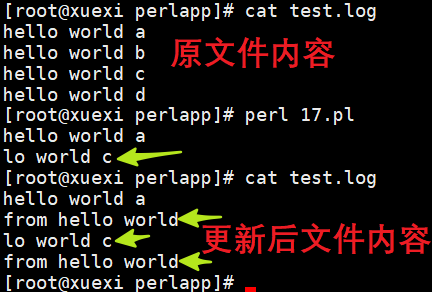 [root@xuexi perlapp]# cat test.log
hello world a
hello world b
hello world c
hello world d
原文件内容
[root@xuexi perlapp]# perl 17.pl
hello world a
lo world c
[root@xuexi perlapp]# cat test.log
hello world a
from hello world
lo world c
from hello world
更新后文件内容
[root@xuexi perlapp]#